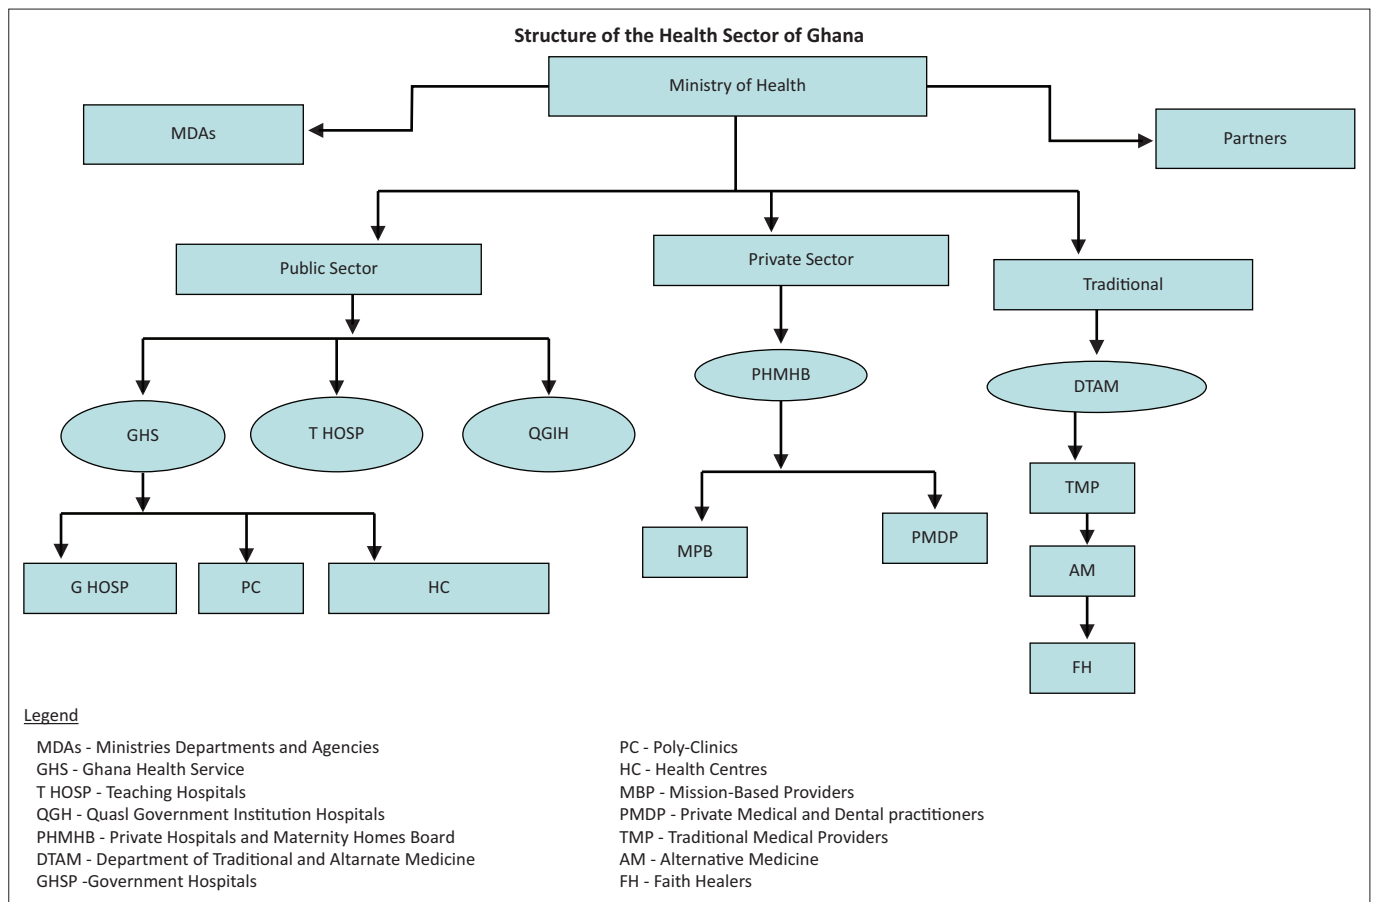 Structure of the Health Sector of Ghana
Ministry of Health
MDAs
Partners
Public Sector
Private Sector
Traditional
PHMHB
DTAM
GHS
T HOSP
QGIH
TMP
MPB
PMDP
AM
G HOSP
PC
HC
FH
Legend
MDAs - Ministries Departments and Agencies
GHS - Ghana Health Service
T HOSP - Teaching Hospitals
QGH - Quasl Government Institution Hospitals
PHMHB - Private Hospitals and Maternity Homes Board
DTAM - Department of Traditional and Altarnate Medicine
GHSP -Government Hospitals
PC - Poly-Clinics
HC - Health Centres
MBP - Mission-Based Providers
PMDP - Private Medical and Dental practitioners
TMP - Traditional Medical Providers
AM - Alternative Medicine
FH - Faith Healers